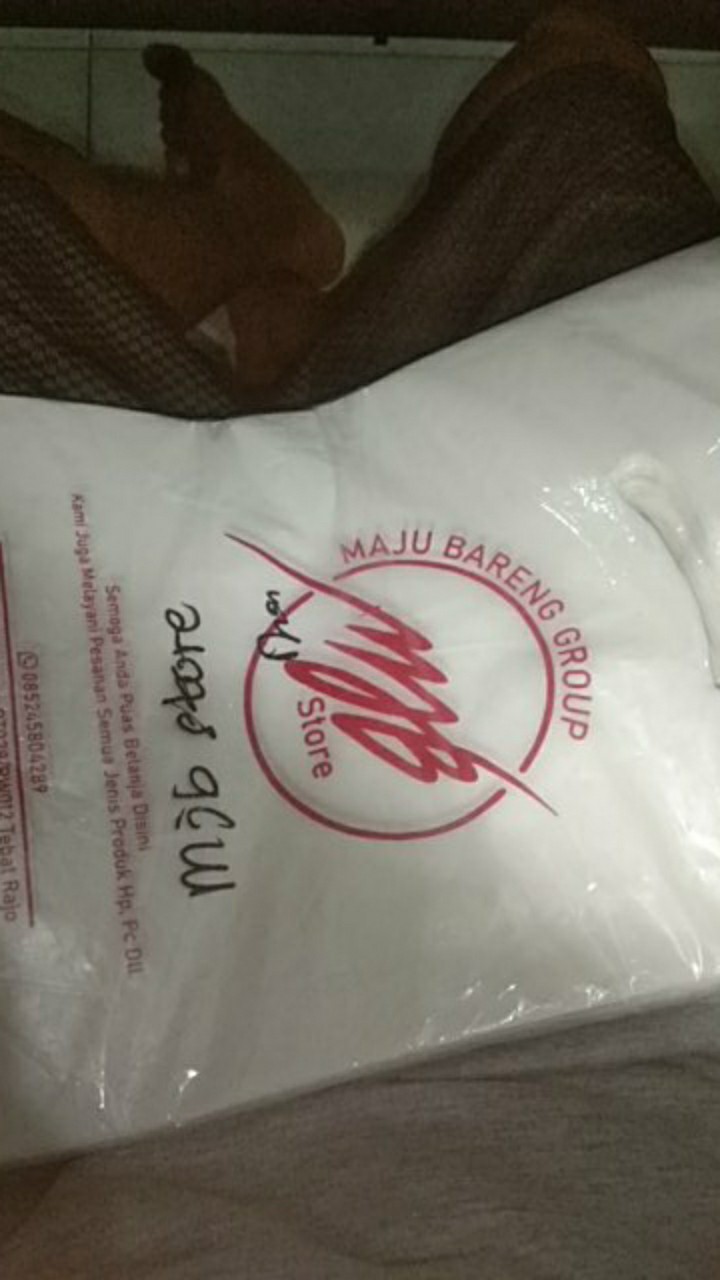 MAJU BARENG GROUP
MJB
Store
mJb store
Semoga Anda Puas Belanja Disini
Kami Juga Melayani Pesanan Semua Jenis Produk Hp, Pc Dll
085245804289
Tebat Rajo